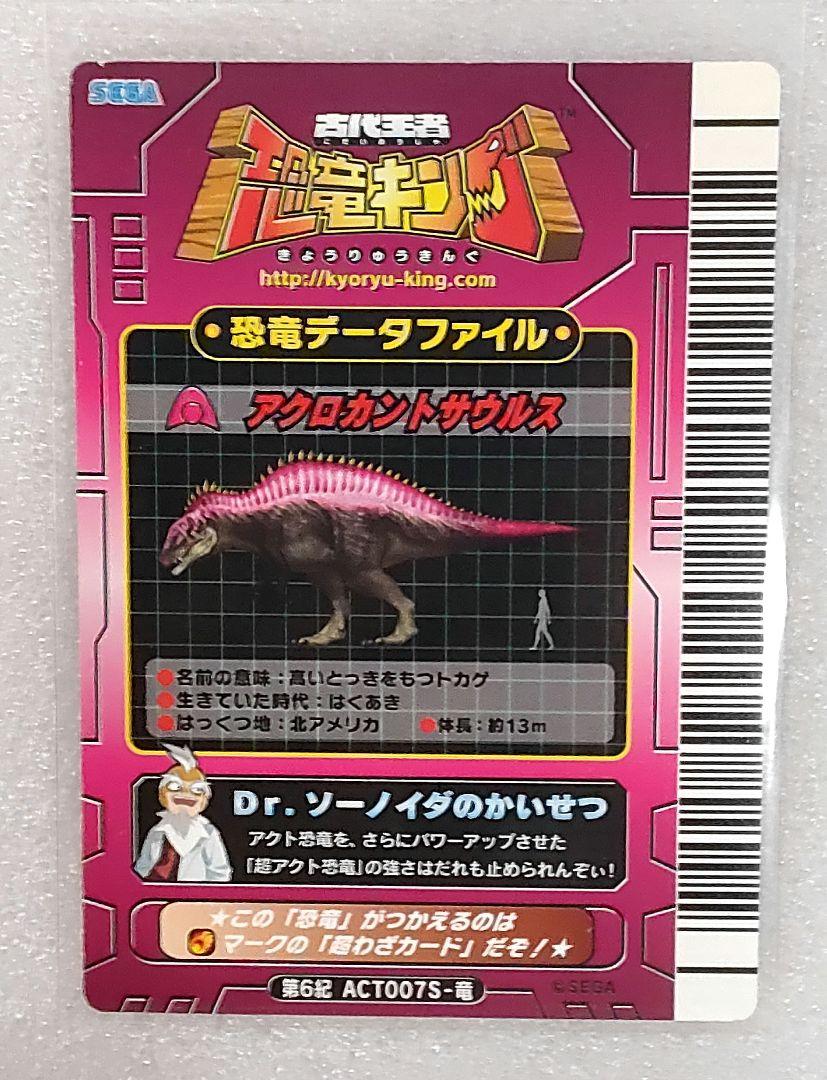 SEGA
古代王者
こだいおうじゃ
恐竜キング
TM
きょうりゅうきんぐ
http://kyoryu-king.com
・恐竜データファイル・
アクロカントサウルス
●名前の意味：高いとっきをもつトカゲ
●生きていた時代：はくあき
●はっくつ地：北アメリカ ●体長：約13m
Dr.ソーノイダのかいせつ
アクト恐竜を、さらにパワーアップさせた
「超アクト恐竜」の強さはだれも止められんぞぃ！
★この「恐竜」がつかえるのは
マークの「超わざカード」だぞ！★
第6紀 ACT007S-竜
©SEGA